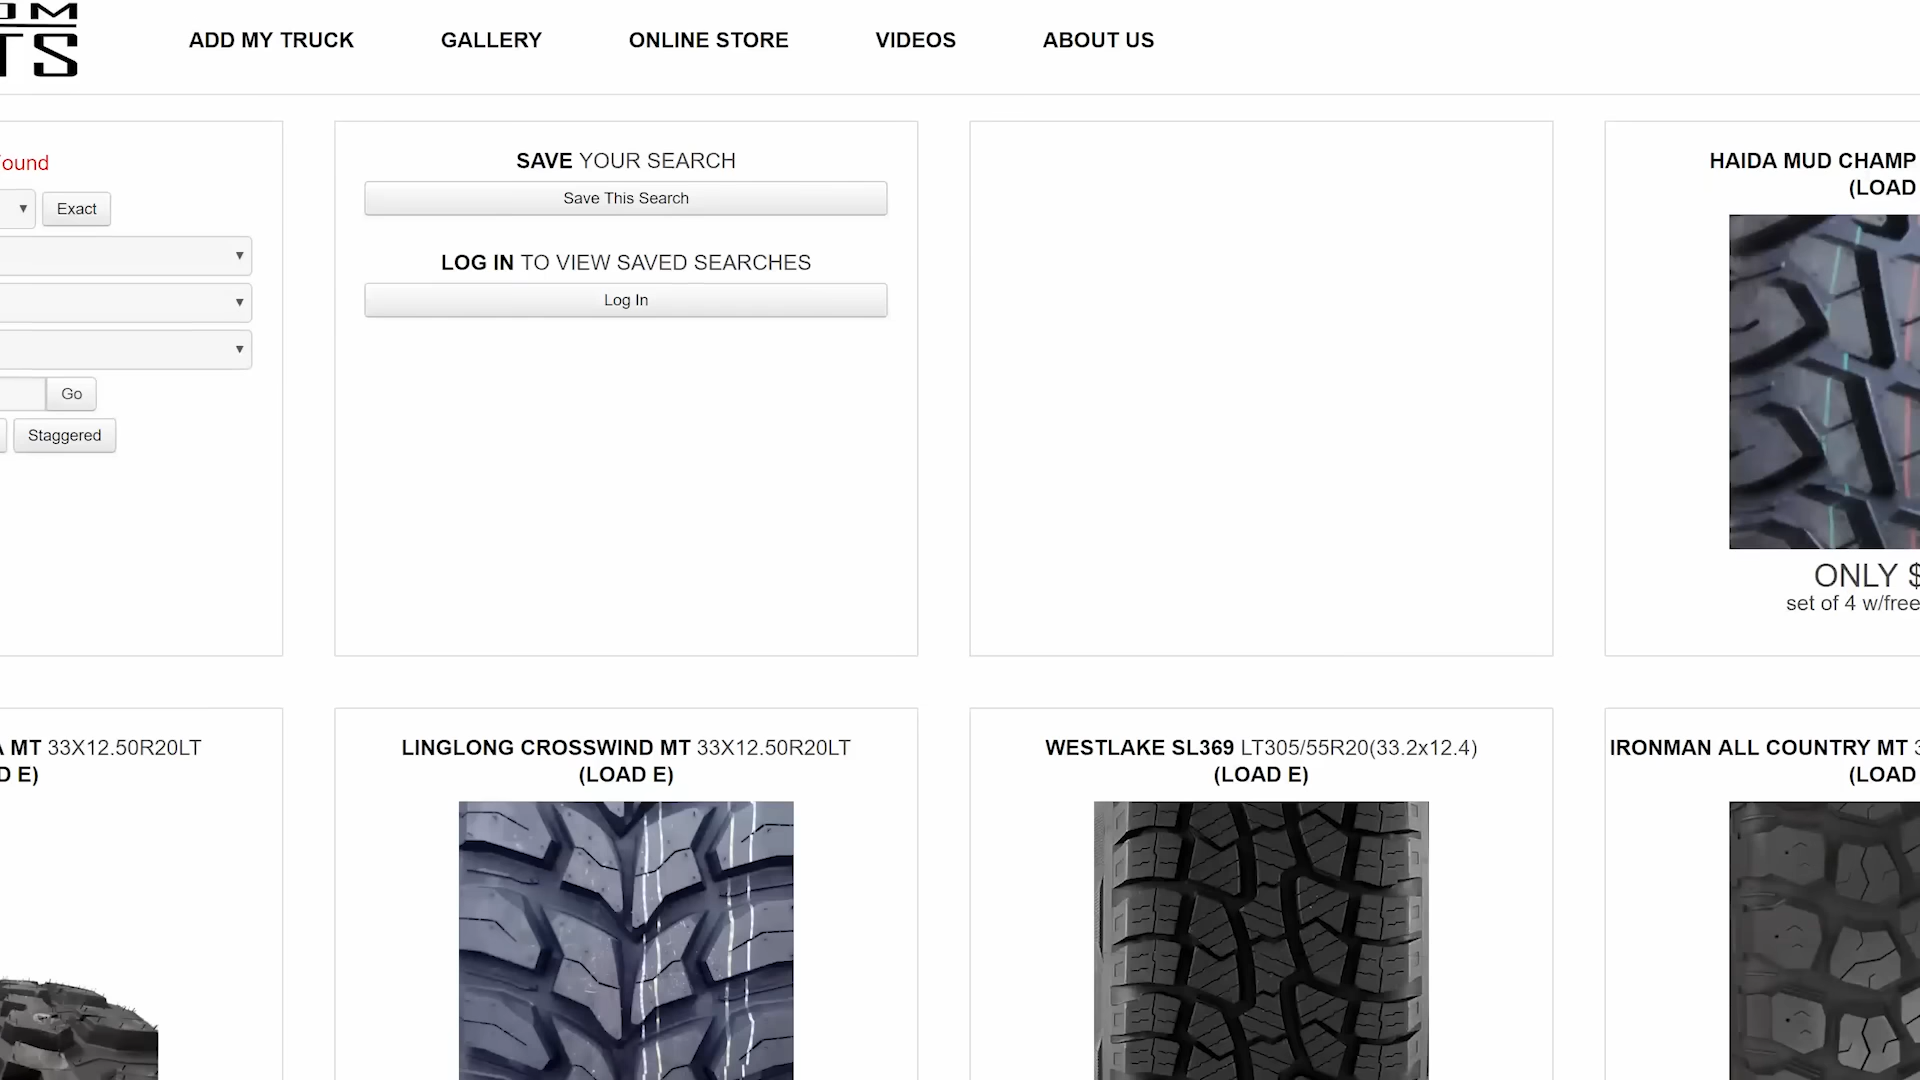 ADD MY TRUCK GALLERY ONLINE STORE VIDEOS ABOUT US
SAVE YOUR SEARCH
Save This Search
LOG IN TO VIEW SAVED SEARCHES
Log In
Exact
Go
Staggered
HAIDA MUD CHAMP
(LOAD
ONLY $
set of 4 w/free
MT 33X12.50R20LT
E)
LINGLONG CROSSWIND MT 33X12.50R20LT
(LOAD E)
WESTLAKE SL369 LT305/55R20(33.2x12.4)
(LOAD E)
IRONMAN ALL COUNTRY MT
(LOAD